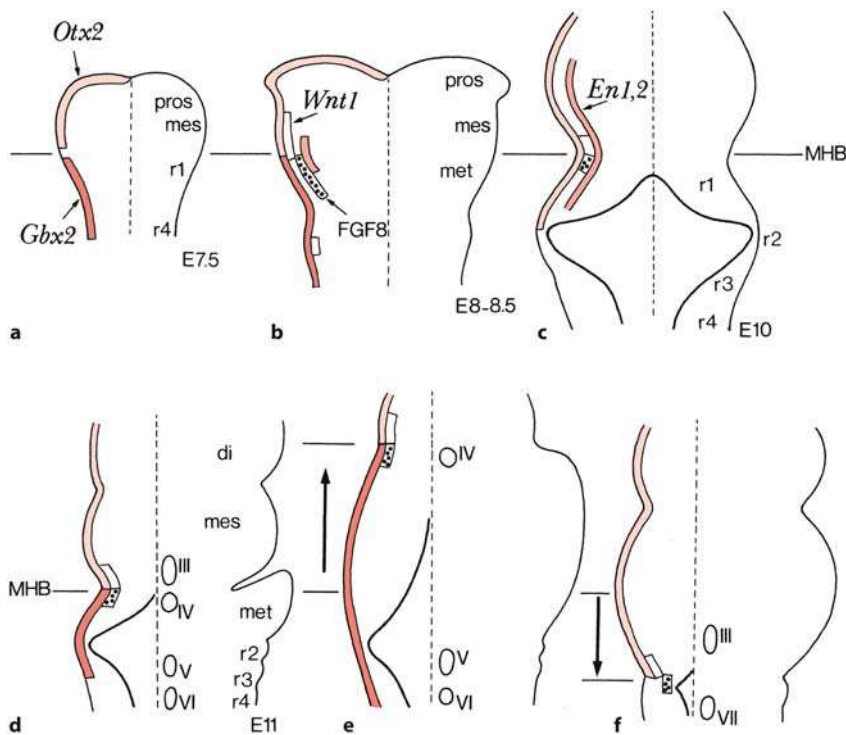 Otx2
pros
mes
r1
Gbx2
r4
E7.5
a
Wnt1
mes
pros
met
FGF8
E8-8.5
b
En1,2
MHB
r1
r2
r3
r4
E10
c
di
mes
III
MHB
IV
met
V
r2
r3
VI
r4
E11
d
IV
V
VI
e
III
VII
f